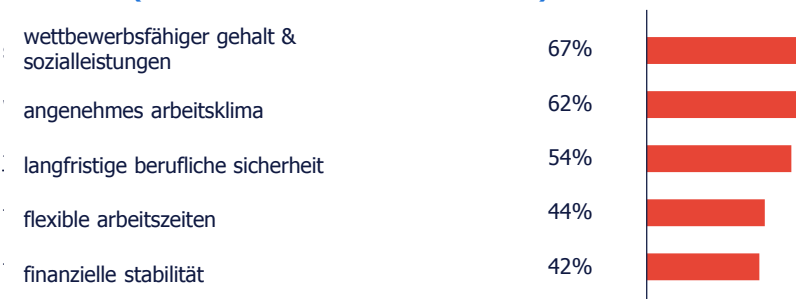 wettbewerbsfähiger gehalt &
sozialleistungen
67%
angenehmes arbeitsklima
62%
langfristige berufliche sicherheit
54%
flexible arbeitszeiten
44%
finanzielle stabilität
42%